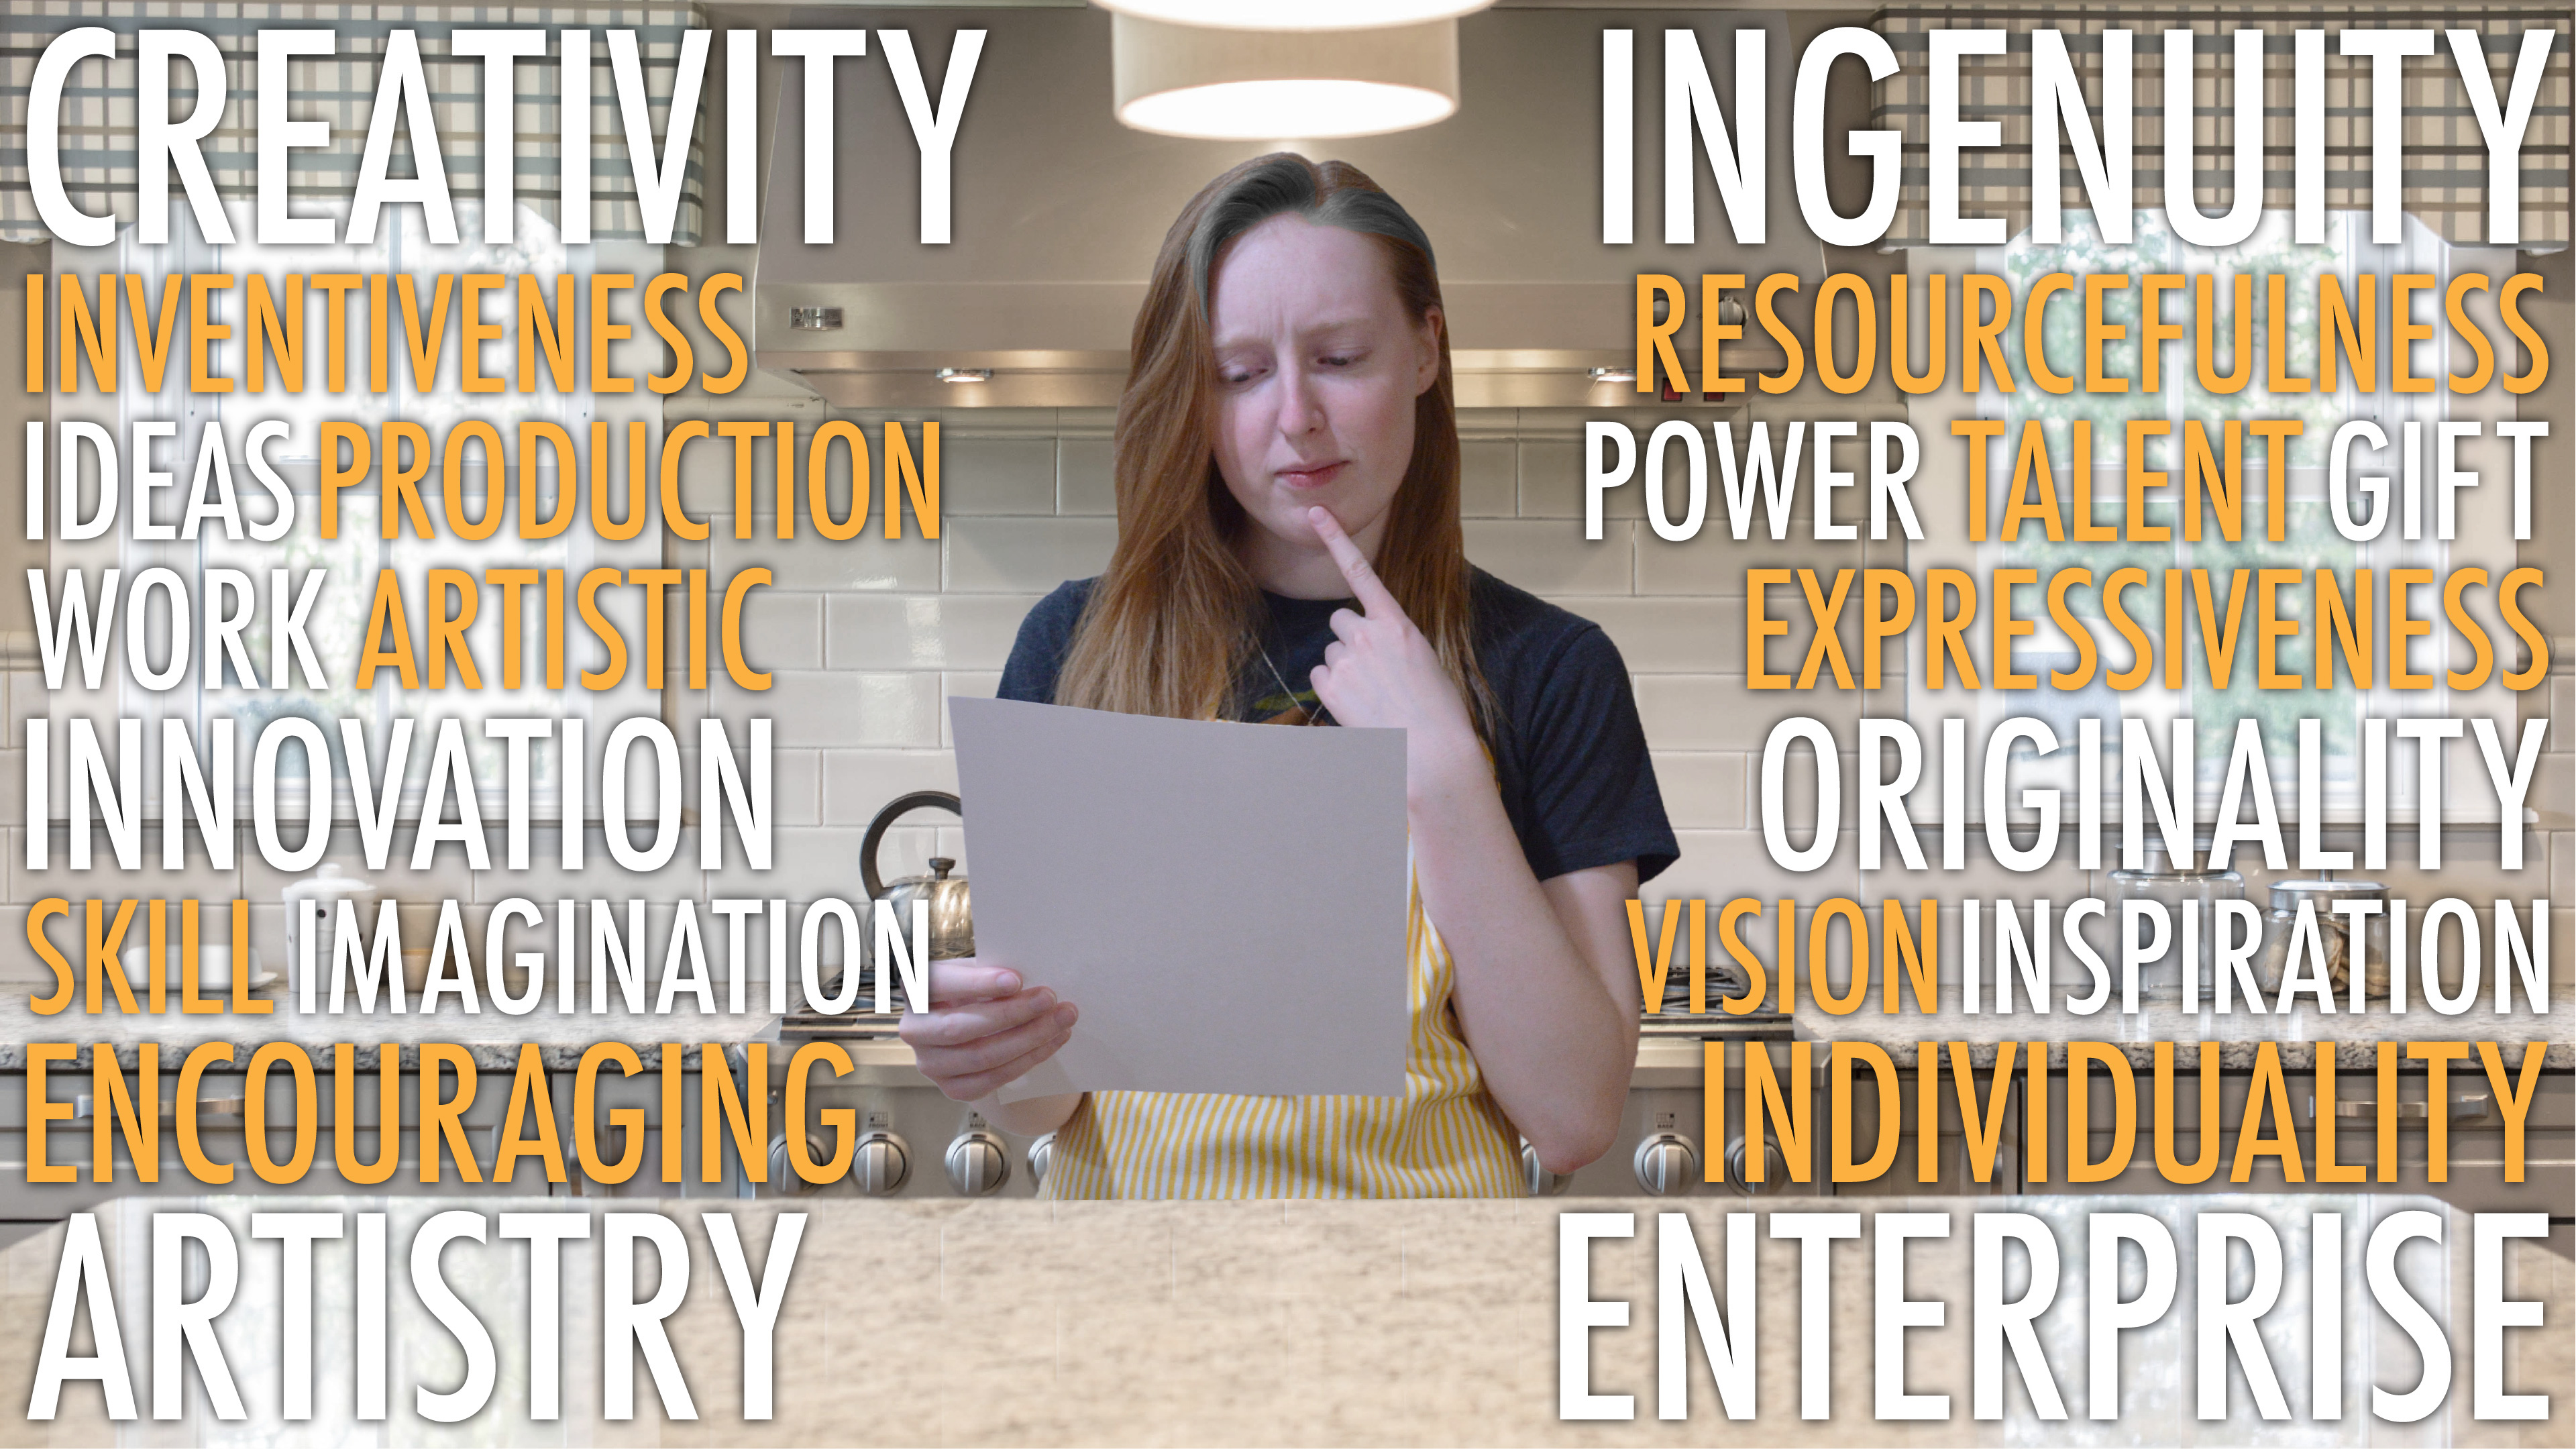 CREATIVITY
INVENTIVENESS
IDEAS PRODUCTION
WORK ARTISTIC
INNOVATION
SKILL IMAGINATION
ENCOURAGING
ARTISTRY
INGENUITY
RESOURCEFULNESS
POWER TALENT GIFT
EXPRESSIVENESS
ORIGINALITY
VISION INSPIRATION
INDIVIDUALITY
ENTERPRISE